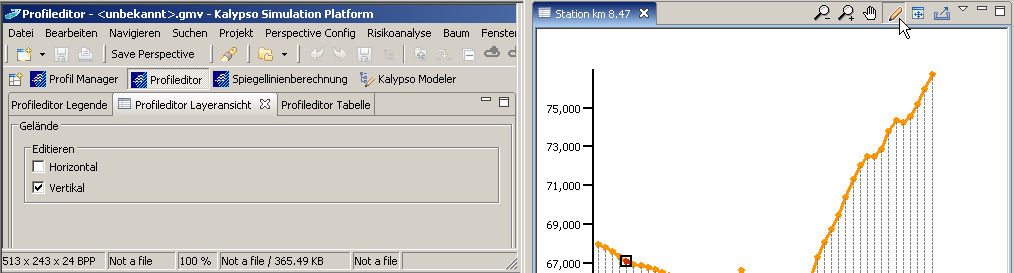 Profileditor - <unbekannt>.gmv - Kalypso Simulation Platform
Datei Bearbeiten Navigieren Suchen Projekt Perspective Config Risikoanalyse Baum Fenster
Save Perspective
Profil Manager Profileditor Spiegellinienberechnung Kalypso Modeler
Profileditor Legende Profileditor Layeransicht Profileditor Tabelle
Gelände
Editieren
Horizontal
Vertikal
513 x 243 x 24 BPP Not a file 100 % Not a file / 365.49 KB Not a file
Station km 8.47
75,000
73,000
71,000
69,000
67,000